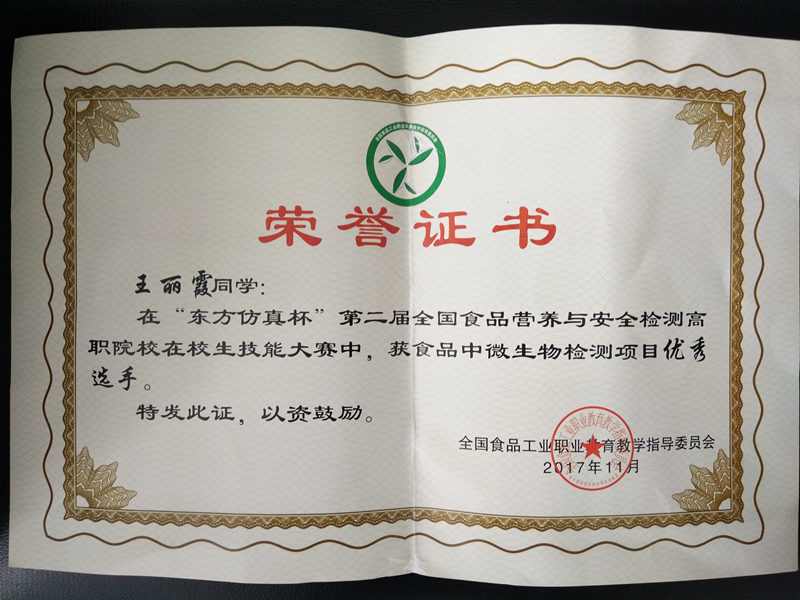 荣誉证书
王丽霞同学:
在“东方仿真杯”第二届全国食品营养与安全检测高
职院校在校生技能大赛中，获食品中微生物检测项目优秀
选手。
特发此证，以资鼓励。
全国食品工业职业教育教学指导委员会
2017年11月